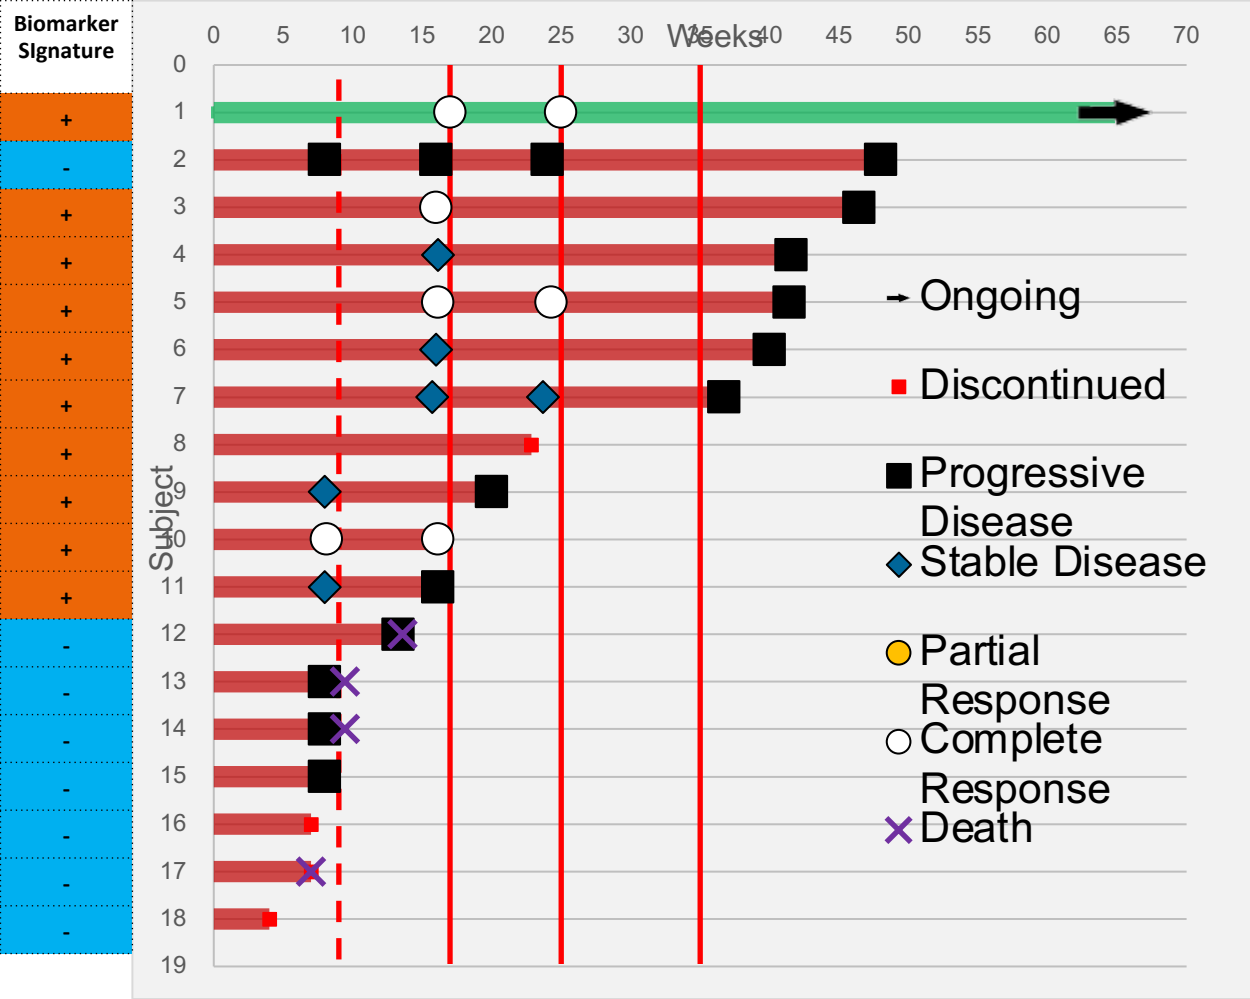 Biomarker
SIgnature
0 5 10 15 20 25 30 35 40 45 50 55 60 65 70
Weeks
Subject
0
1
2
3
4
5
6
7
8
9
10
11
12
13
14
15
16
17
18
19
+
-
+
+
+
+
+
+
+
+
+
-
-
-
-
-
-
-
Ongoing
Discontinued
Progressive
Disease
Stable Disease
Partial
Response
Complete
Response
Death